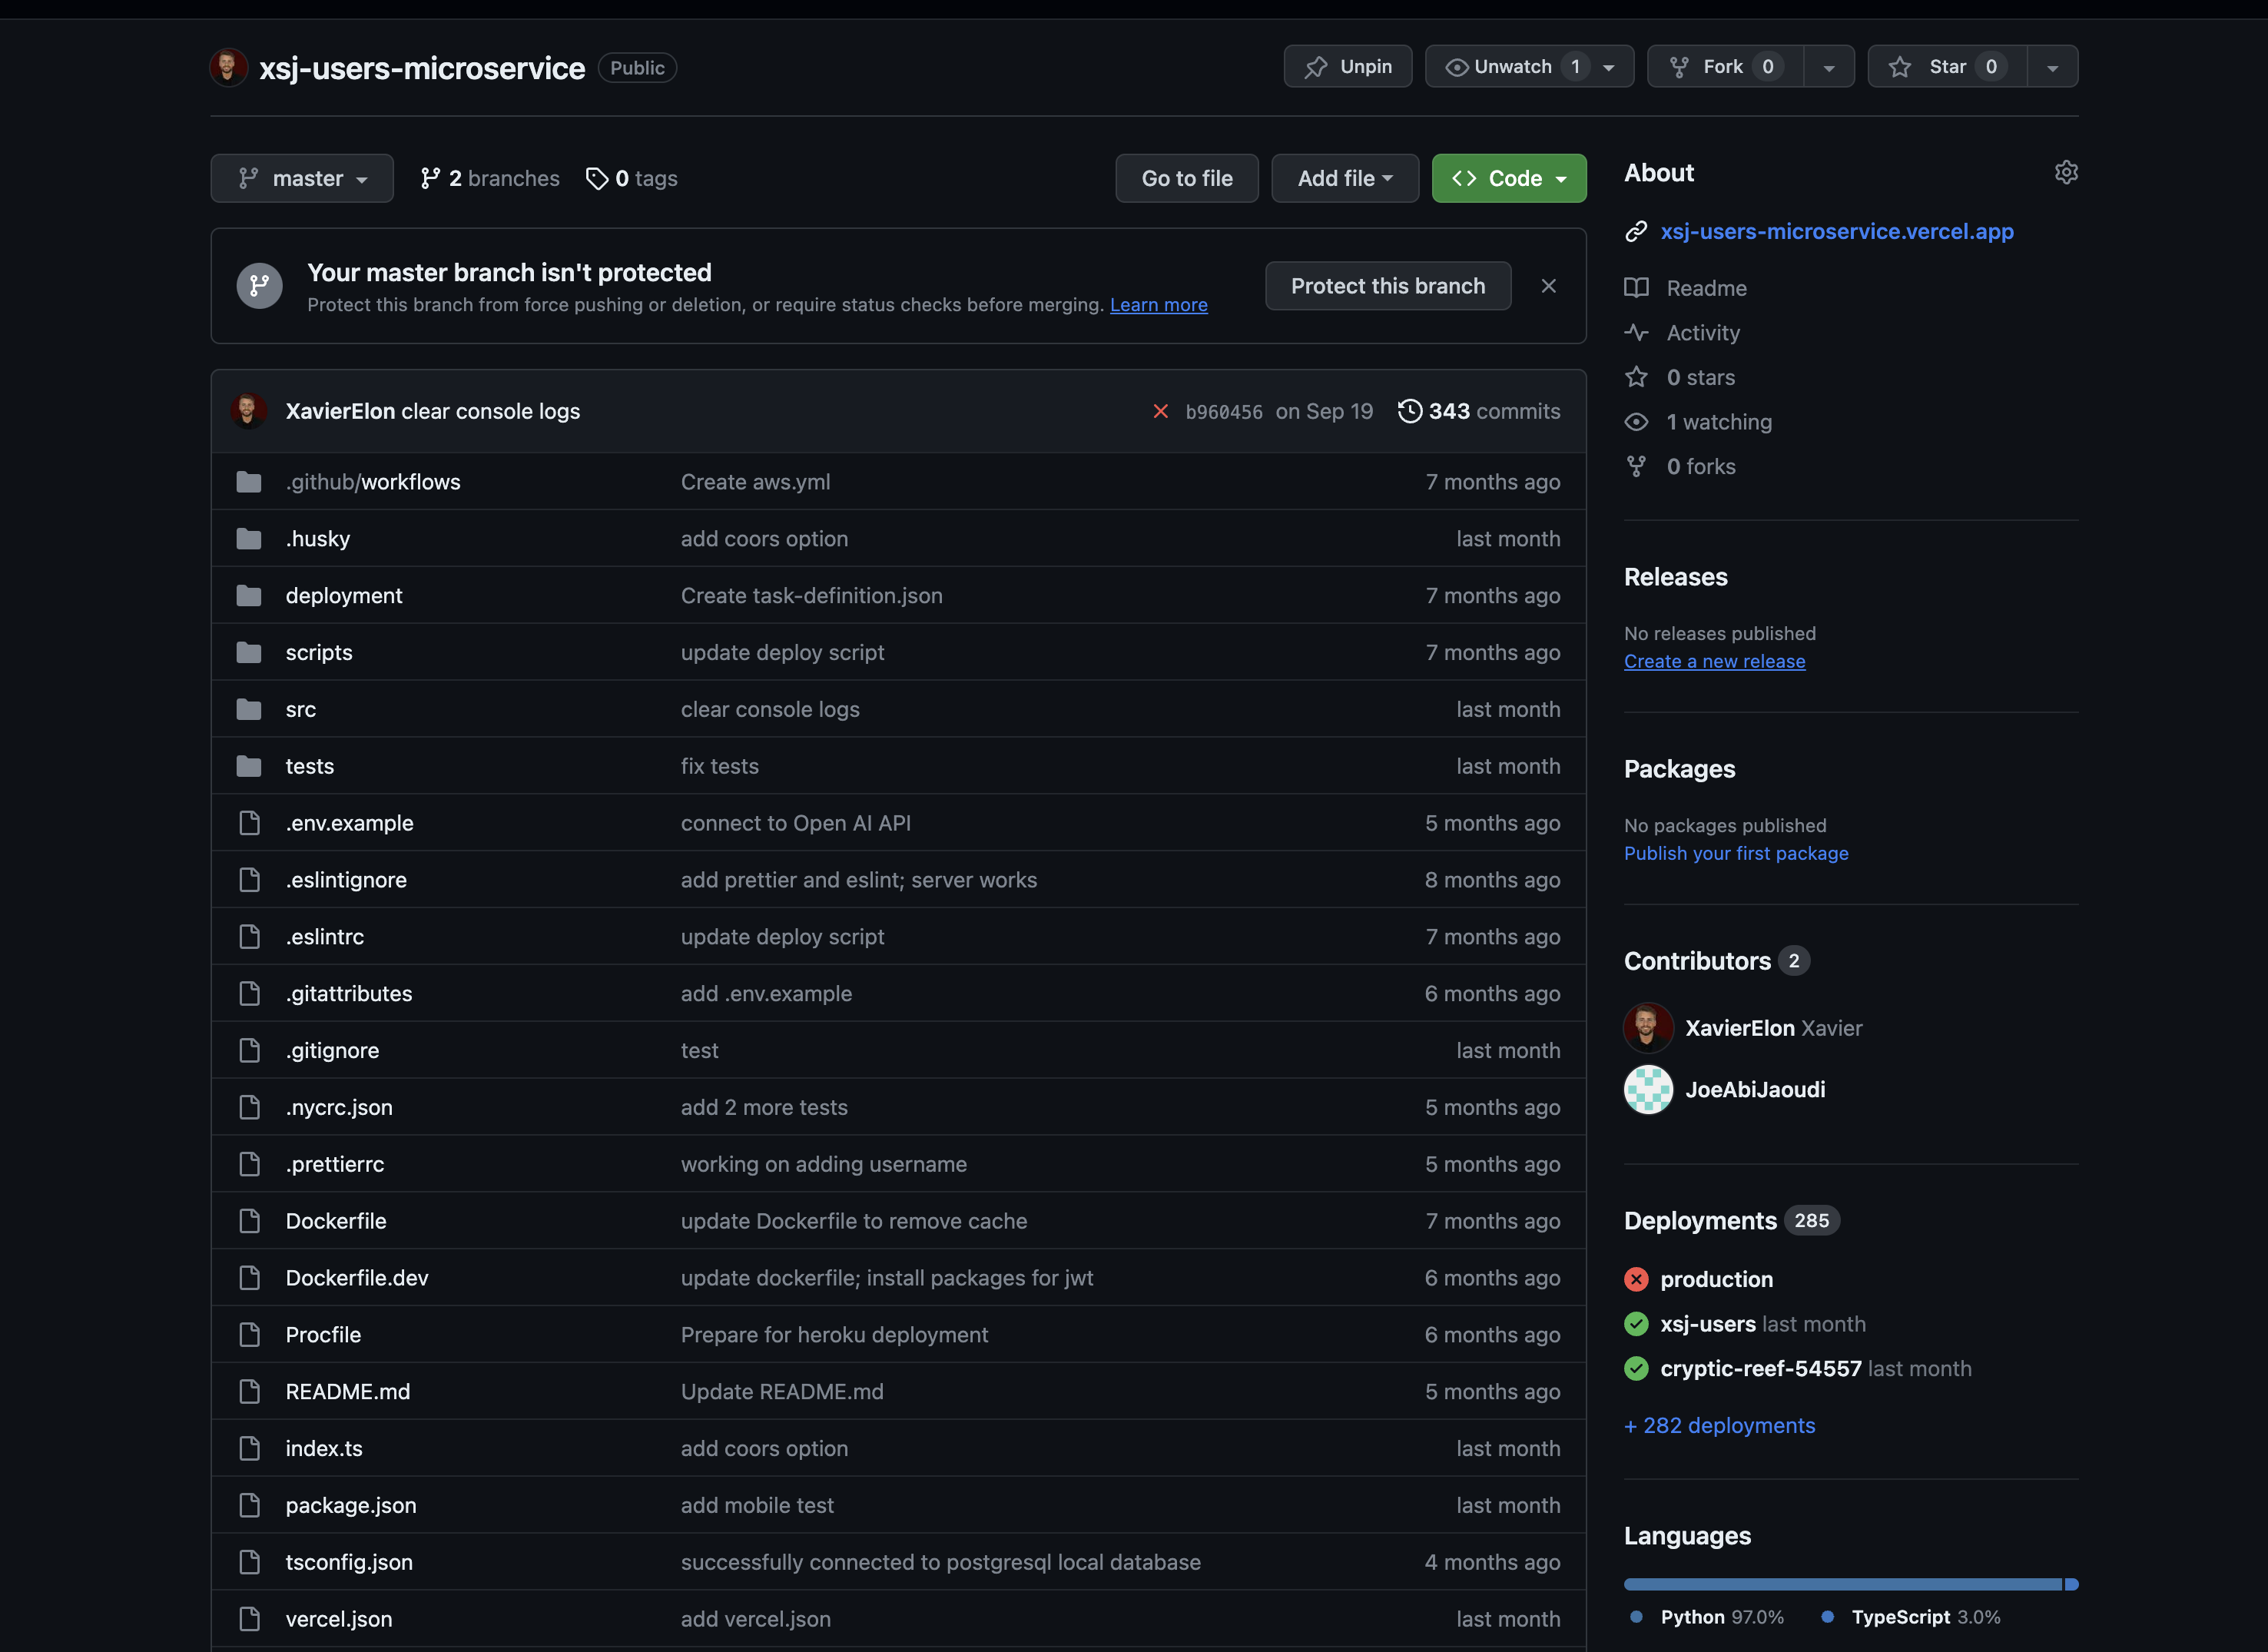 xsj-users-microservice Public
Unpin Unwatch 1 Fork 0 Star 0
master 2 branches 0 tags
Go to file Add file Code
Your master branch isn't protected
Protect this branch from force pushing or deletion, or require status checks before merging. Learn more
Protect this branch
XavierElon clear console logs b960456 on Sep 19 343 commits
.github/workflows Create aws.yml 7 months ago
.husky add coors option last month
deployment Create task-definition.json 7 months ago
scripts update deploy script 7 months ago
src clear console logs last month
tests fix tests last month
.env.example connect to Open AI API 5 months ago
.eslintignore add prettier and eslint; server works 8 months ago
.eslintrc update deploy script 7 months ago
.gitattributes add .env.example 6 months ago
.gitignore test last month
.nycrc.json add 2 more tests 5 months ago
.prettierrc working on adding username 5 months ago
Dockerfile update Dockerfile to remove cache 7 months ago
Dockerfile.dev update dockerfile; install packages for jwt 6 months ago
Procfile Prepare for heroku deployment 6 months ago
README.md Update README.md 5 months ago
index.ts add coors option last month
package.json add mobile test last month
tsconfig.json successfully connected to postgresql local database 4 months ago
vercel.json add vercel.json last month
About
xsj-users-microservice.vercel.app
Readme
Activity
0 stars
1 watching
0 forks
Releases
No releases published
Create a new release
Packages
No packages published
Publish your first package
Contributors 2
XavierElon Xavier
JoeAbiJaoudi
Deployments 285
production
xsj-users last month
cryptic-reef-54557 last month
+ 282 deployments
Languages
Python 97.0% TypeScript 3.0%